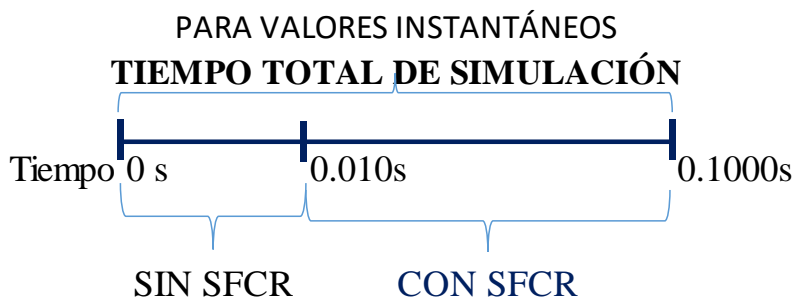 PARA VALORES INSTANTÁNEOS
TIEMPO TOTAL DE SIMULACIÓN
Tiempo 0 s 0.010s 0.1000s
SIN SFCR CON SFCR